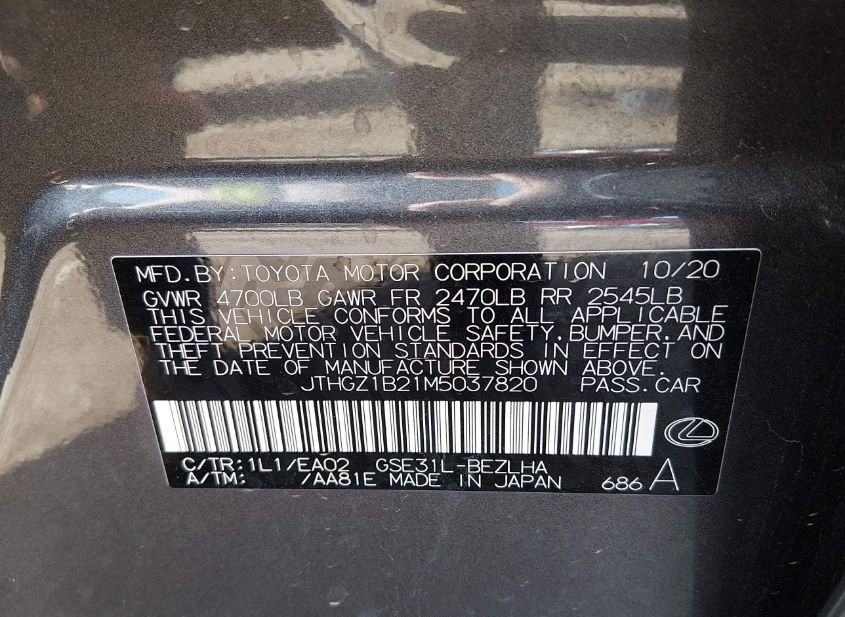 MFD.BY:TOYOTA MOTOR CORPORATION 10/20
GVWR 4700LB GAWR FR 2470LB RR 2545LB
THIS VEHICLE CONFORMS TO ALL APPLICABLE
FEDERAL MOTOR VEHICLE SAFETY.BUMPER.AND
THEFT PREVENTION STANDARDS IN EFFECT ON
THE DATE OF MANUFACTURE SHOWN ABOVE.
JTHGZ1B21M5037820 PASS.CAR
C/TR:1L1/EA02 GSE31L-BEZLHA
A/TM: /AA81E MADE IN JAPAN 686 A